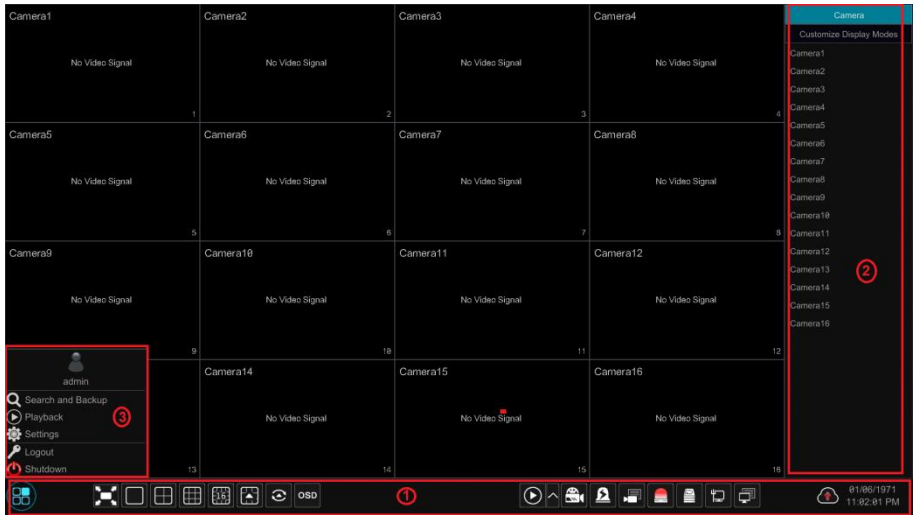 Camera1 Camera2 Camera3 Camera4 Camera
Customize Display Modes
No Video Signal No Video Signal No Video Signal No Video Signal
1 2 3 4
Camera5 Camera6 Camera7 Camera8
No Video Signal No Video Signal No Video Signal No Video Signal
5 6 7 8
Camera9 Camera10 Camera11 Camera12
No Video Signal No Video Signal No Video Signal No Video Signal
9 10 11 12
Camera14 Camera15 Camera16
No Video Signal No Video Signal No Video Signal
13 14 15 16
Camera1
Camera2
Camera3
Camera4
Camera5
Camera6
Camera7
Camera8
Camera9
Camera10
Camera11
Camera12
Camera13
Camera14
Camera15
Camera16
2
admin
Search and Backup
Playback
Settings
Logout
Shutdown
3
16 OSD 1
01/06/1971
11:02:01 PM